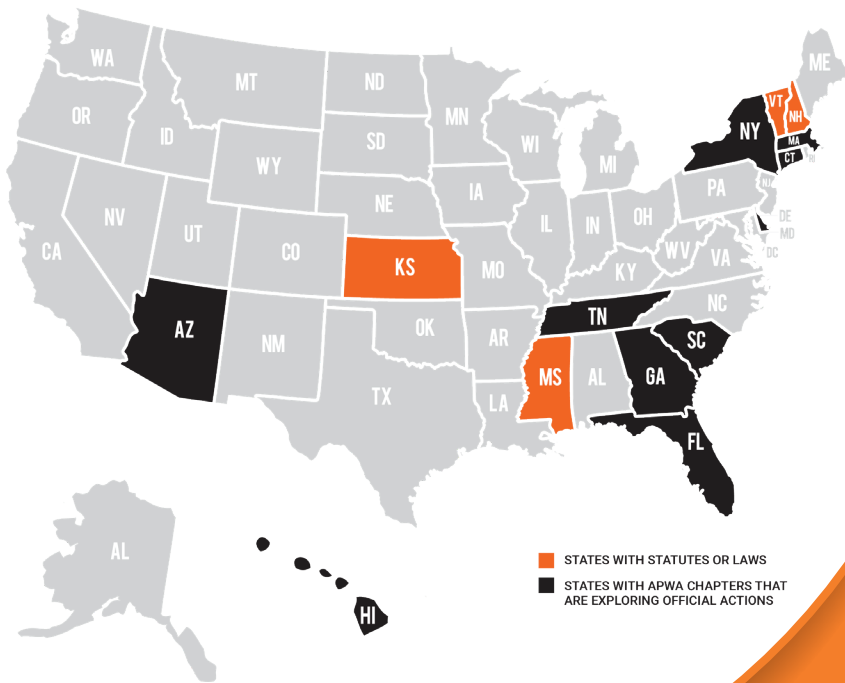 WA
MT
ND
MN
ME
OR
ID
SD
WI
MI
VT
NH
NY
MA
CT
RI
WY
NE
IA
PA
NJ
NV
UT
CO
KS
MO
IL
IN
OH
WV
VA
DE
MD
DC
CA
KY
AZ
NM
OK
AR
TN
NC
SC
TX
LA
MS
AL
GA
FL
AL
HI
STATES WITH STATUTES OR LAWS
STATES WITH APWA CHAPTERS THAT
ARE EXPLORING OFFICIAL ACTIONS